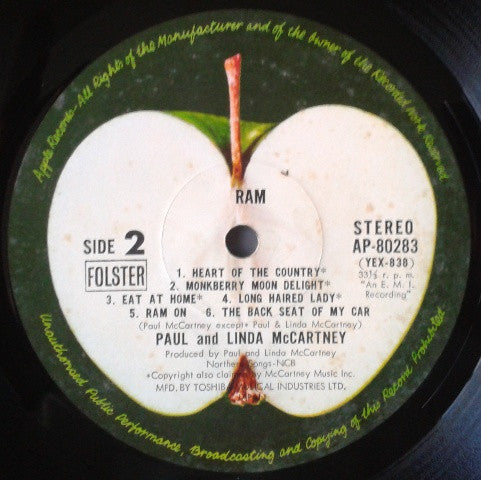 Apple Records-All Rights of the Manufacturer and of the Owner of the Recorded Work Reserved
RAM
SIDE 2
STEREO
AP-80283
(YEX-838)
33⅓ r. p. m.
"An E. M. I.
Recording"
FOLSTER
1. HEART OF THE COUNTRY*
2. MONKBERRY MOON DELIGHT*
3. EAT AT HOME* 4. LONG HAIRED LADY*
5. RAM ON 6. THE BACK SEAT OF MY CAR
(Paul McCartney except* Paul & Linda McCartney)
PAUL and LINDA McCARTNEY
Produced by Paul and Linda McCartney
Northern Songs-NCB
*Copyright also claimed by McCartney Music Inc.
MFD. BY TOSHIBA MUSICAL INDUSTRIES LTD.
Unauthorized Public Performance, Broadcasting and Copying of this Record Prohibited